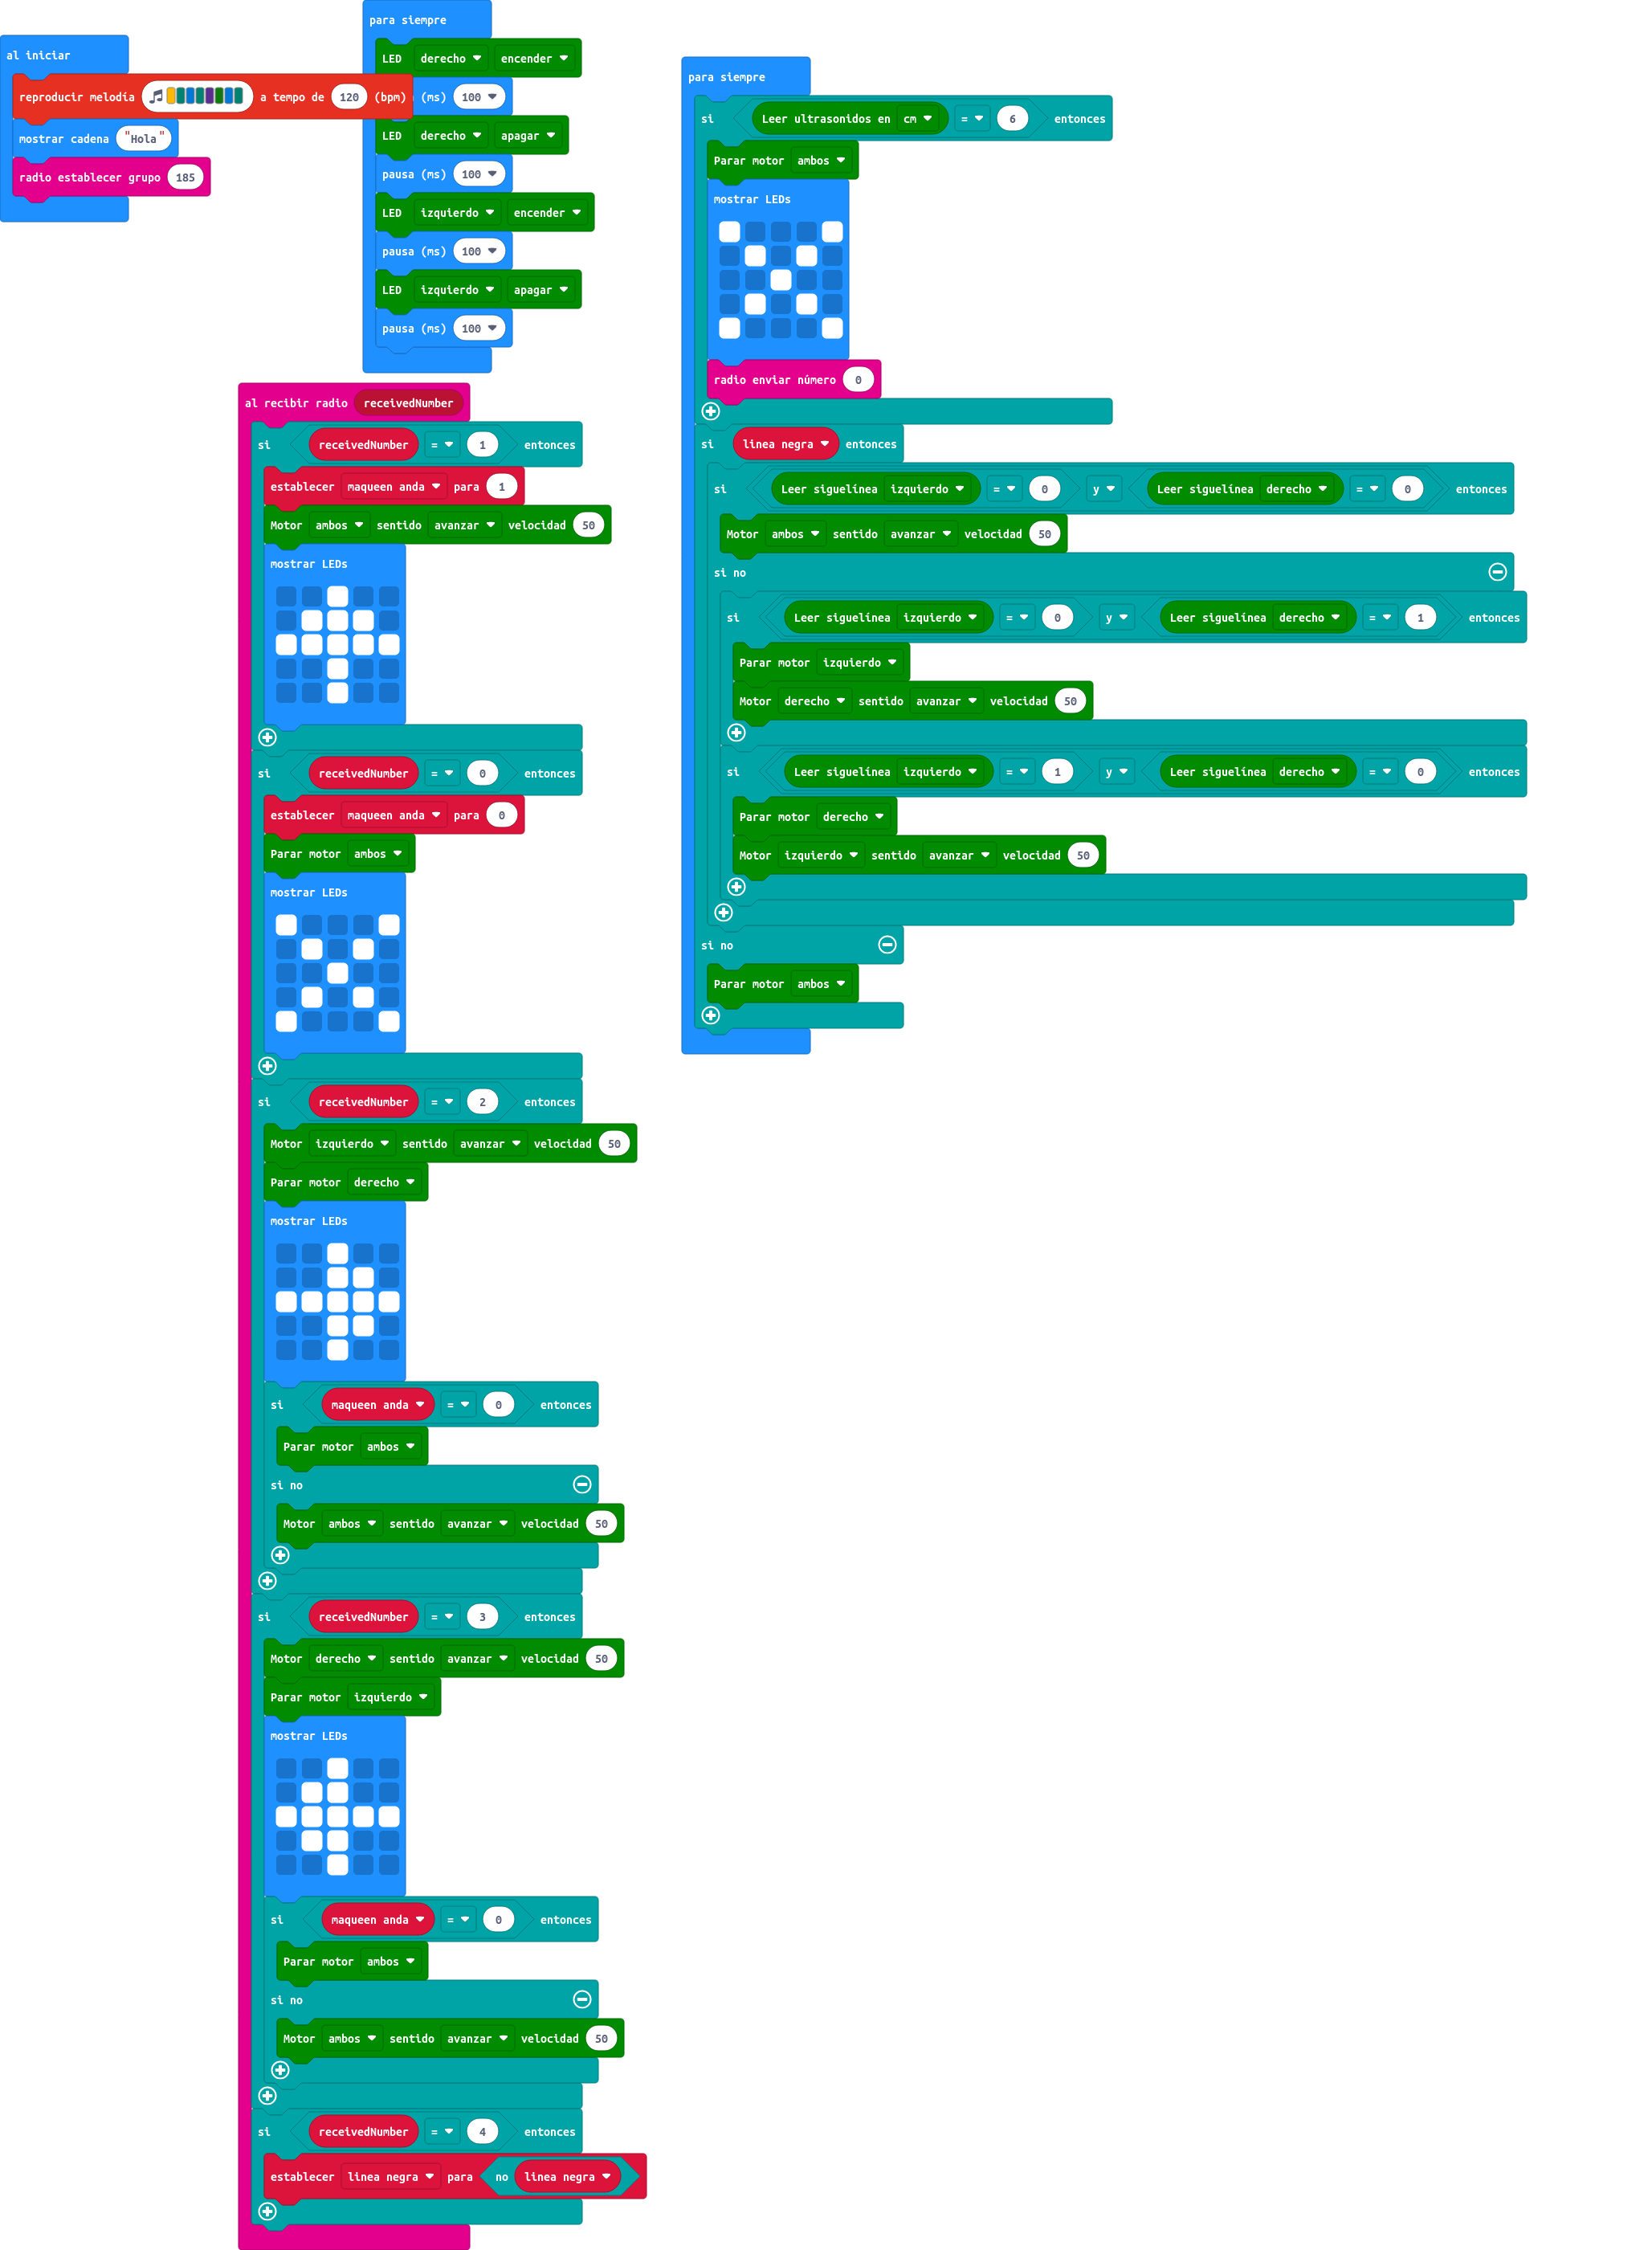 al iniciar
reproducir melodía a tempo de 120 (bpm)
mostrar cadena "Hola"
radio establecer grupo 185
para siempre
LED derecho encender
(ms) 100
LED derecho apagar
pausa (ms) 100
LED izquierdo encender
pausa (ms) 100
LED izquierdo apagar
pausa (ms) 100
al recibir radio receivedNumber
si receivedNumber = 1 entonces
establecer maqueen anda para 1
Motor ambos sentido avanzar velocidad 50
mostrar LEDs
si receivedNumber = 0 entonces
establecer maqueen anda para 0
Parar motor ambos
mostrar LEDs
si receivedNumber = 2 entonces
Motor izquierdo sentido avanzar velocidad 50
Parar motor derecho
mostrar LEDs
si maqueen anda = 0 entonces
Parar motor ambos
si no
Motor ambos sentido avanzar velocidad 50
si receivedNumber = 3 entonces
Motor derecho sentido avanzar velocidad 50
Parar motor izquierdo
mostrar LEDs
si maqueen anda = 0 entonces
Parar motor ambos
si no
Motor ambos sentido avanzar velocidad 50
si receivedNumber = 4 entonces
establecer linea negra para no linea negra
para siempre
si Leer ultrasonidos en cm = 6 entonces
Parar motor ambos
mostrar LEDs
radio enviar número 0
si linea negra entonces
si Leer siguelínea izquierdo = 0 y Leer siguelínea derecho = 0 entonces
Motor ambos sentido avanzar velocidad 50
si no
si Leer siguelínea izquierdo = 0 y Leer siguelínea derecho = 1 entonces
Parar motor izquierdo
Motor derecho sentido avanzar velocidad 50
si Leer siguelínea izquierdo = 1 y Leer siguelínea derecho = 0 entonces
Parar motor derecho
Motor izquierdo sentido avanzar velocidad 50
si no
Parar motor ambos